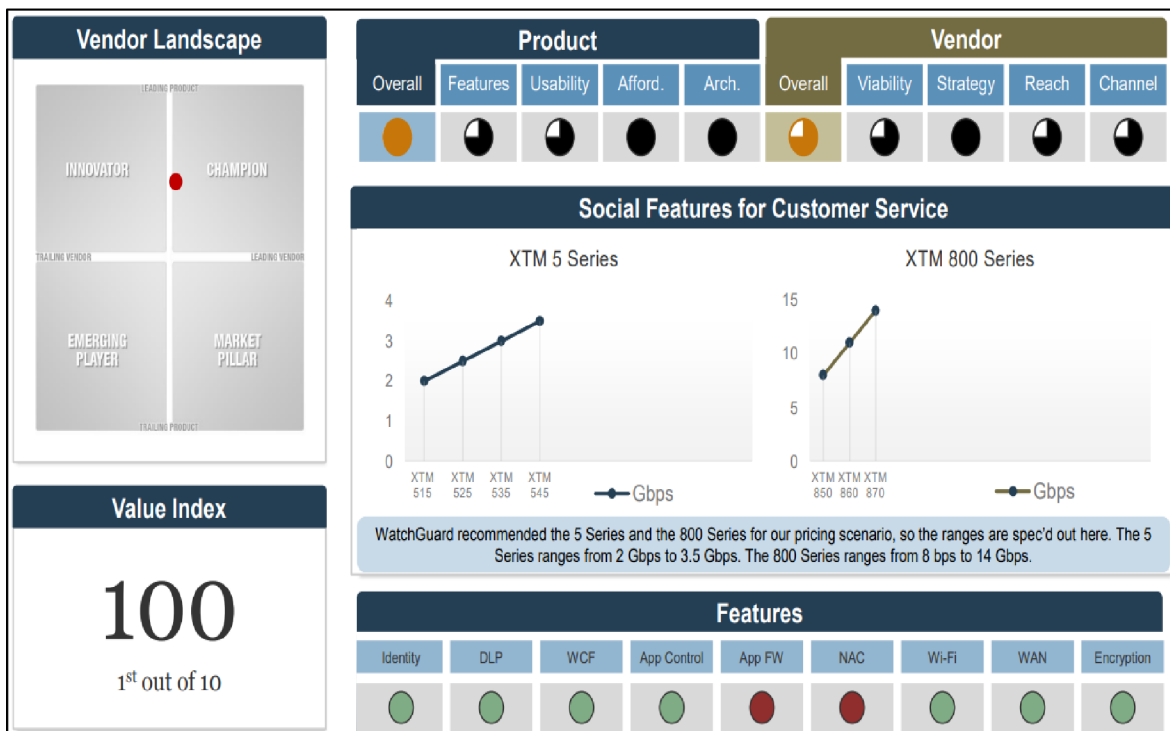 Vendor Landscape
LEADING PRODUCT
INNOVATOR
CHAMPION
TRAILING VENDOR
LEADING VENDOR
EMERGING
PLAYER
MARKET
PILLAR
TRAILING PRODUCT
Value Index
100
1st out of 10
Product
Vendor
Overall
Features
Usability
Afford.
Arch.
Overall
Viability
Strategy
Reach
Channel
Social Features for Customer Service
XTM 5 Series
4
3
2
1
0
XTM
515
XTM
525
XTM
535
XTM
545
Gbps
XTM 800 Series
15
10
5
0
XTM
850
XTM
860
XTM
870
Gbps
WatchGuard recommended the 5 Series and the 800 Series for our pricing scenario, so the ranges are spec'd out here. The 5
Series ranges from 2 Gbps to 3.5 Gbps. The 800 Series ranges from 8 bps to 14 Gbps.
Features
Identity
DLP
WCF
App Control
App FW
NAC
Wi-Fi
WAN
Encryption